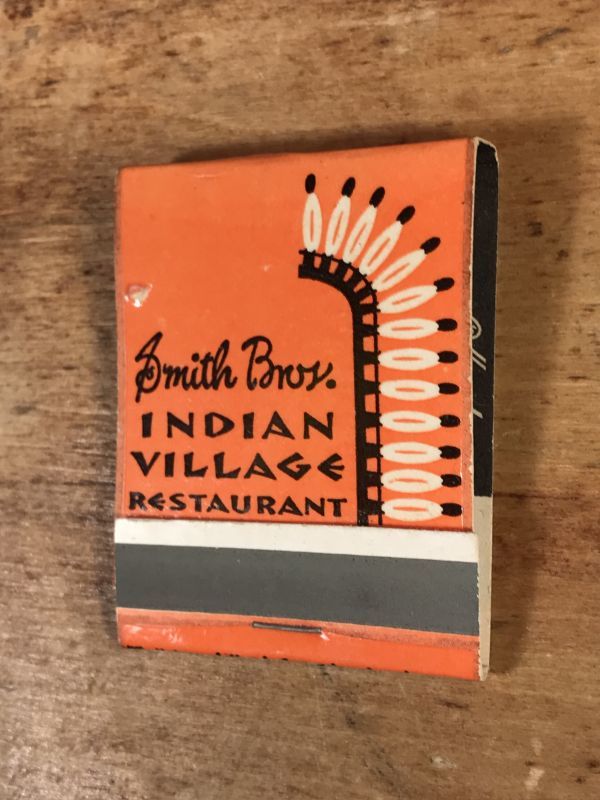 Smith Bros.
INDIAN
VILLAGE
RESTAURANT